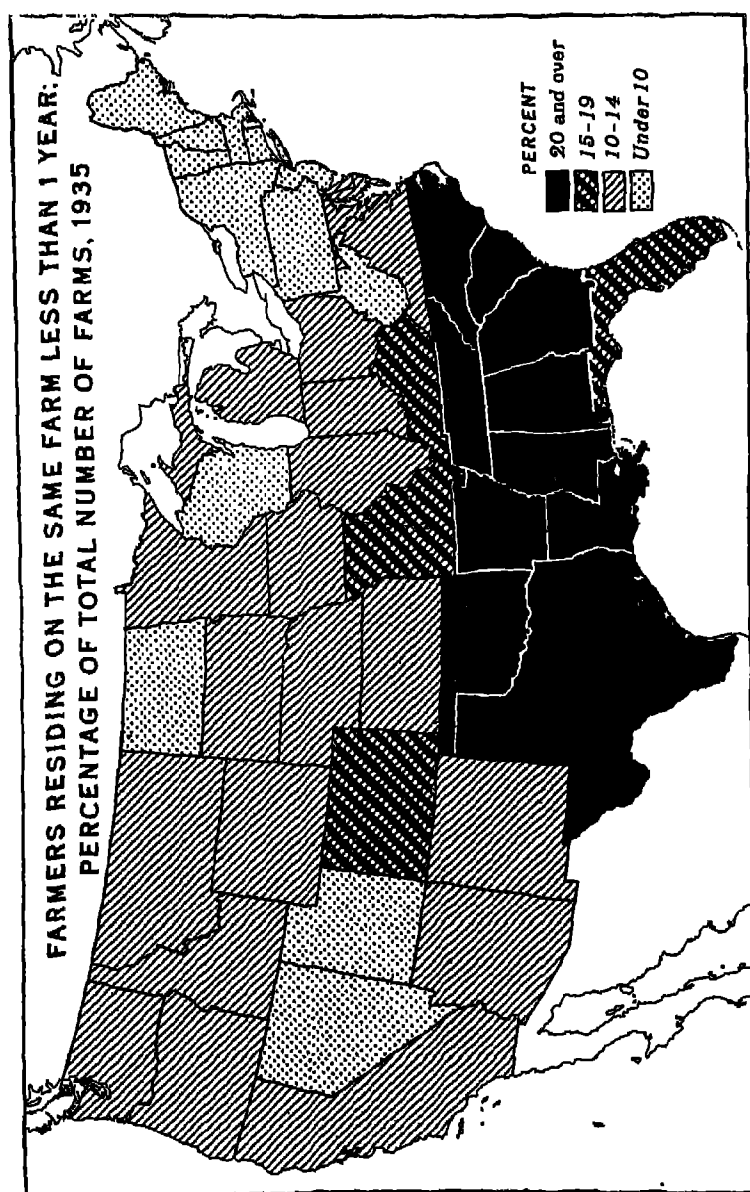 FARMERS RESIDING ON THE SAME FARM LESS THAN 1 YEAR;
PERCENTAGE OF TOTAL NUMBER OF FARMS, 1935
PERCENT
20 and over
15-19
10-14
Under 10